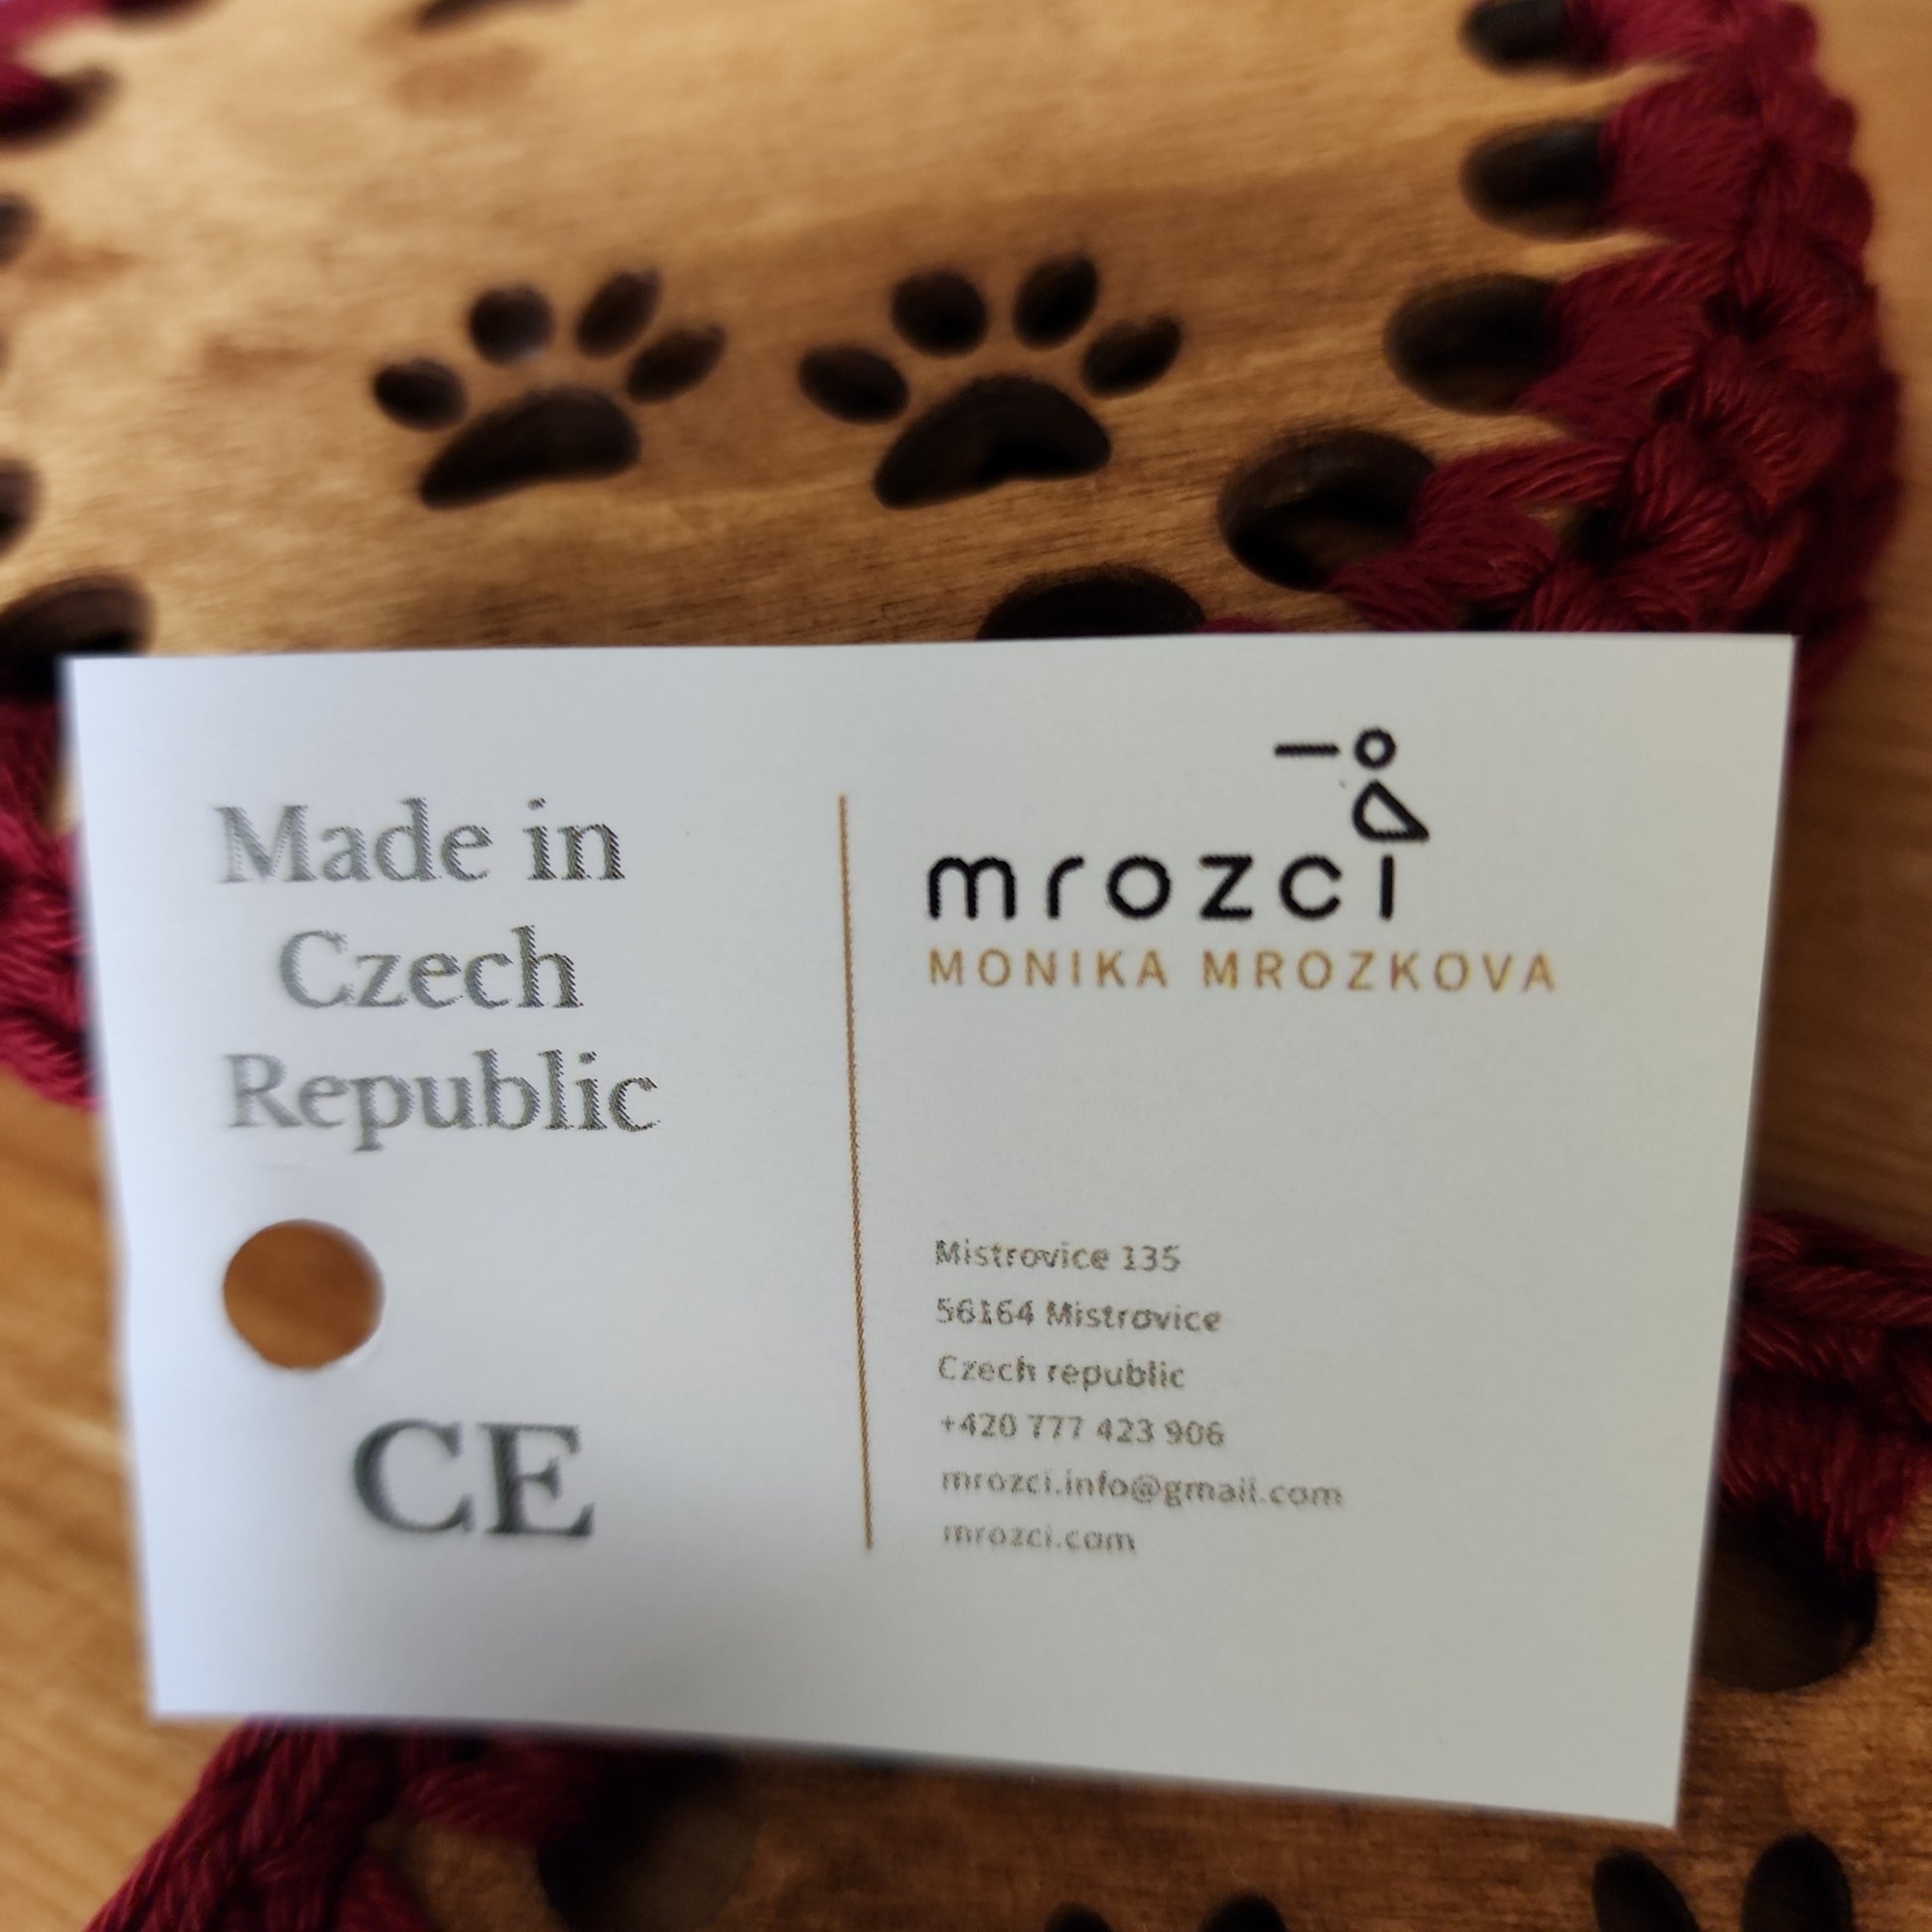 Made in
Czech
Republic
CE
mrozci
MONIKA MROZKOVA
Mistrovice 135
56164 Mistrovice
Czech republic
+420 777 423 906
mrozci.info@gmail.com
mrozci.com